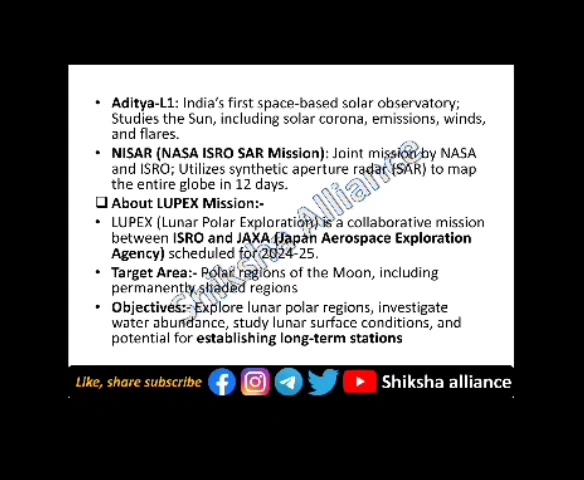 • Aditya-L1: India's first space-based solar observatory;
Studies the Sun, including solar corona, emissions, winds,
and flares.
• NISAR (NASA ISRO SAR Mission): Joint mission by NASA
and ISRO; Utilizes synthetic aperture radar (SAR) to map
the entire globe in 12 days.
❑ About LUPEX Mission:-
• LUPEX (Lunar Polar Exploration) is a collaborative mission
between ISRO and JAXA (Japan Aerospace Exploration
Agency) scheduled for 2024-25.
• Target Area:- Polar regions of the Moon, including
permanently shaded regions
• Objectives:- Explore lunar polar regions, investigate
water abundance, study lunar surface conditions, and
potential for establishing long-term stations
Shiksha Alliance
Like, share subscribe
Shiksha alliance